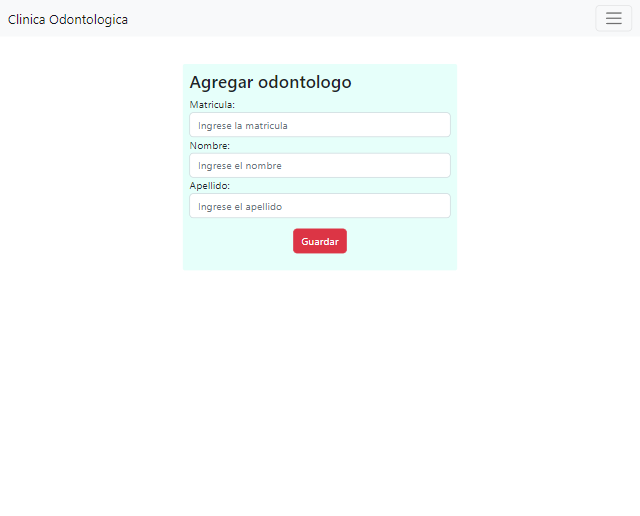 Clinica Odontologica
Agregar odontologo
Matricula:
Ingrese la matricula
Nombre:
Ingrese el nombre
Apellido:
Ingrese el apellido
Guardar